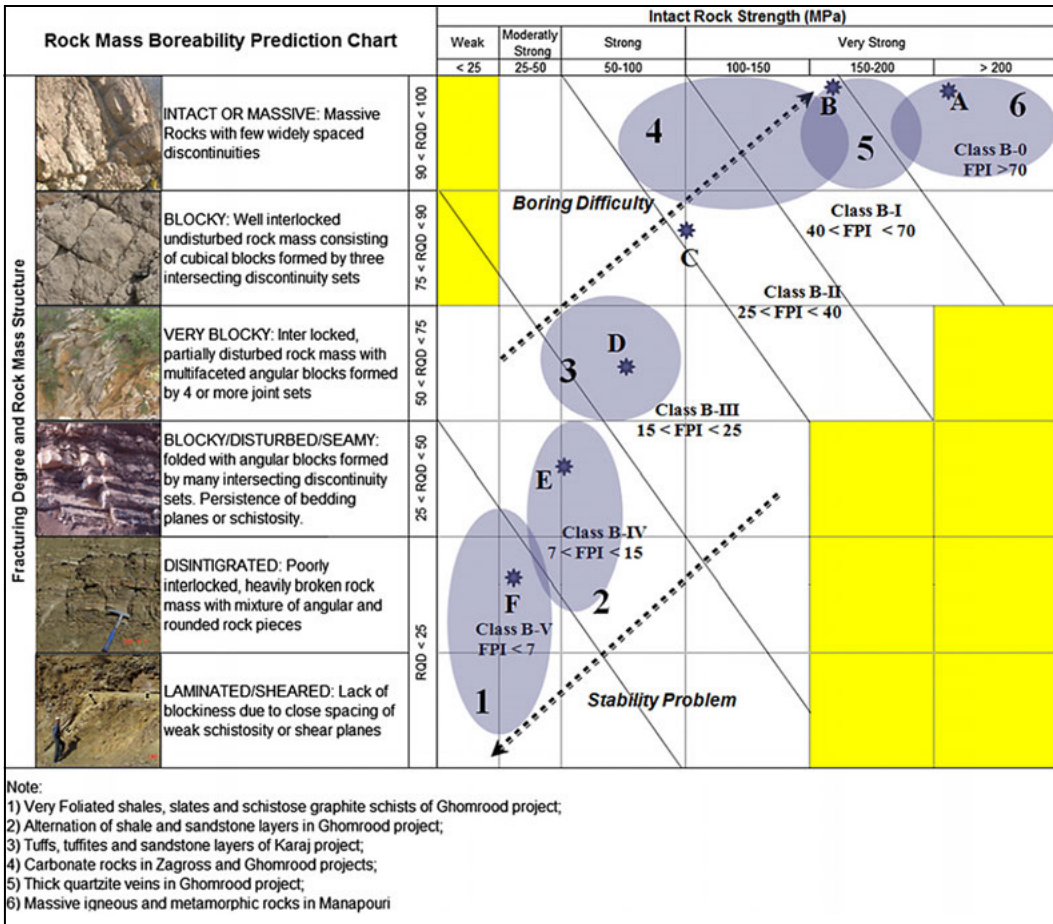 Rock Mass Boreability Prediction Chart
Intact Rock Strength (MPa)
Weak
Moderatly
Strong
Strong
Very Strong
< 25
25-50
50-100
100-150
150-200
> 200
Fracturing Degree and Rock Mass Structure
INTACT OR MASSIVE: Massive
Rocks with few widely spaced
discontinuities
90 < RQD < 100
4
B
5
A
6
Class B-0
FPI >70
BLOCKY: Well interlocked
undisturbed rock mass consisting
of cubical blocks formed by three
intersecting discontinuity sets
75 < RQD < 90
Boring Difficulty
C
Class B-I
40 < FPI < 70
Class B-II
25 < FPI < 40
VERY BLOCKY: Inter locked,
partially disturbed rock mass with
multifaceted angular blocks formed
by 4 or more joint sets
50 < RQD < 75
3
D
Class B-III
15 < FPI < 25
BLOCKY/DISTURBED/SEAMY:
folded with angular blocks formed
by many intersecting discontinuity
sets. Persistence of bedding
planes or schistosity.
25 < RQD < 50
E
Class B-IV
7 < FPI < 15
DISINTIGRATED: Poorly
interlocked, heavily broken rock
mass with mixture of angular and
rounded rock pieces
RQD < 25
F
2
Class B-V
FPI < 7
LAMINATED/SHEARED: Lack of
blockiness due to close spacing of
weak schistosity or shear planes
1
Stability Problem
Note:
1) Very Foliated shales, slates and schistose graphite schists of Ghomrood project;
2) Alternation of shale and sandstone layers in Ghomrood project;
3) Tuffs, tuffites and sandstone layers of Karaj project;
4) Carbonate rocks in Zagross and Ghomrood projects;
5) Thick quartzite veins in Ghomrood project;
6) Massive igneous and metamorphic rocks in Manapouri